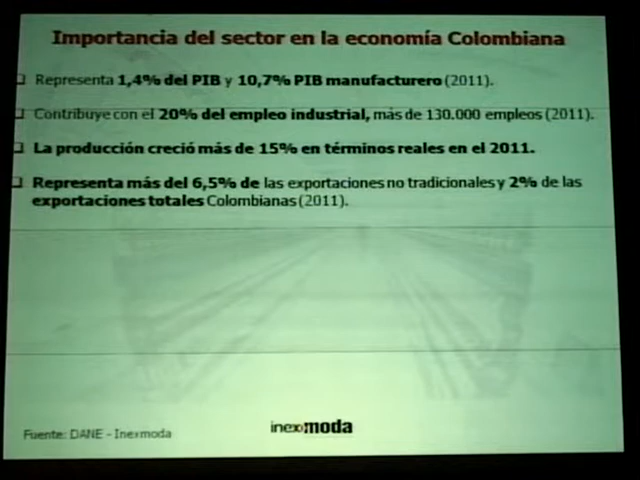 Importancia del sector en la economía Colombiana
❑ Representa 1,4% del PIB y 10,7% PIB manufacturero (2011).
❑ Contribuye con el 20% del empleo industrial, más de 130.000 empleos (2011).
❑ La producción creció más de 15% en términos reales en el 2011.
❑ Representa más del 6,5% de las exportaciones no tradicionales y 2% de las
exportaciones totales Colombianas (2011).
Fuente: DANE - Inexmoda
inexmoda